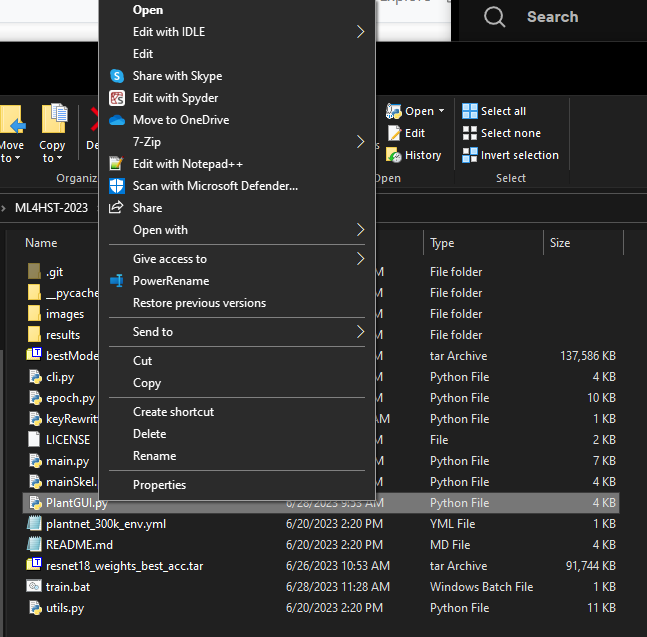 Search
Open
Edit with IDLE
Edit
Share with Skype
Edit with Spyder
Move to OneDrive
7-Zip
Edit with Notepad++
Scan with Microsoft Defender...
Share
Open with
Give access to
PowerRename
Restore previous versions
Send to
Cut
Copy
Create shortcut
Delete
Rename
Properties
Move to
Copy to
Organiz
Open
Edit
History
Select all
Select none
Invert selection
Select
ML4HST-2023
Name Type Size
.git File folder
__pycache File folder
images File folder
results File folder
bestMode tar Archive 137,586 KB
cli.py Python File 4 KB
epoch.py Python File 10 KB
keyRewrit AM Python File 1 KB
LICENSE File 2 KB
main.py Python File 7 KB
mainSkel. Python File 4 KB
PlantGUI.py 6/28/2023 9:53 AM Python File 4 KB
plantnet_300k_env.yml 6/20/2023 2:20 PM YML File 1 KB
README.md 6/20/2023 2:20 PM MD File 4 KB
resnet18_weights_best_acc.tar 6/26/2023 10:53 AM tar Archive 91,744 KB
train.bat 6/28/2023 11:28 AM Windows Batch File 1 KB
utils.py 6/20/2023 2:20 PM Python File 11 KB